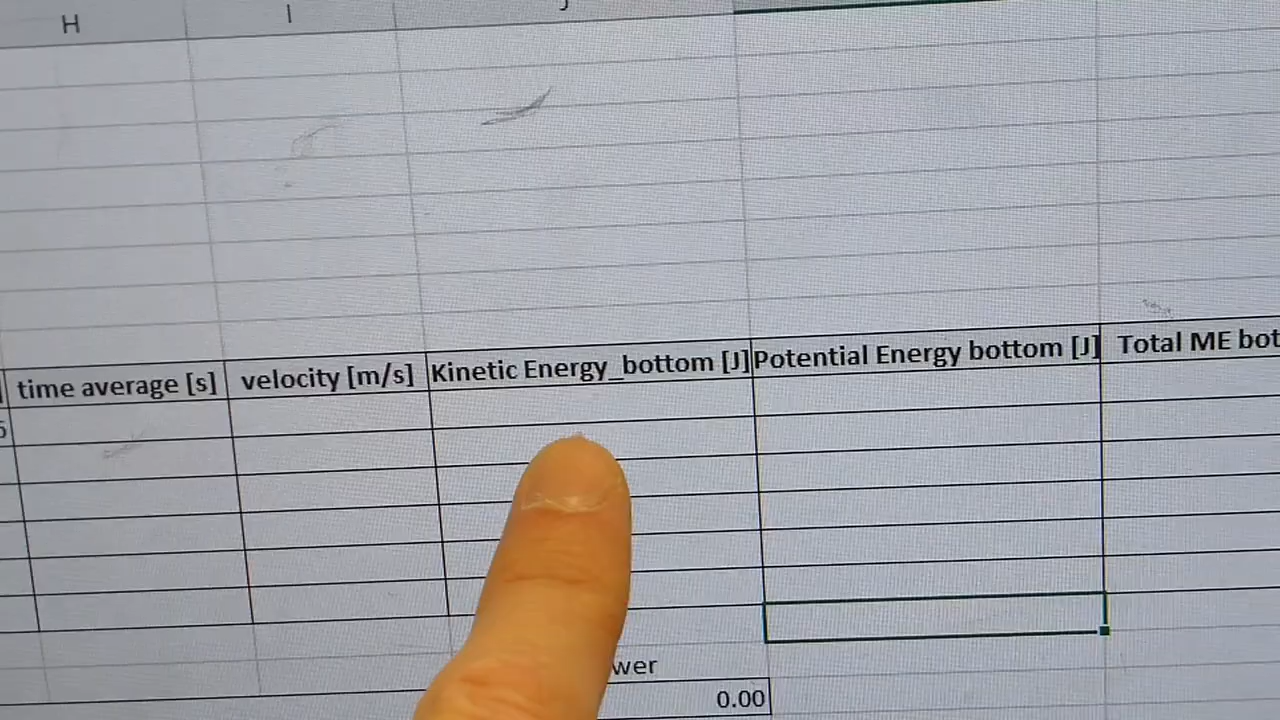 H I J
time average [s] velocity [m/s] Kinetic Energy_bottom [J] Potential Energy bottom [J] Total ME bot
wer
0.00